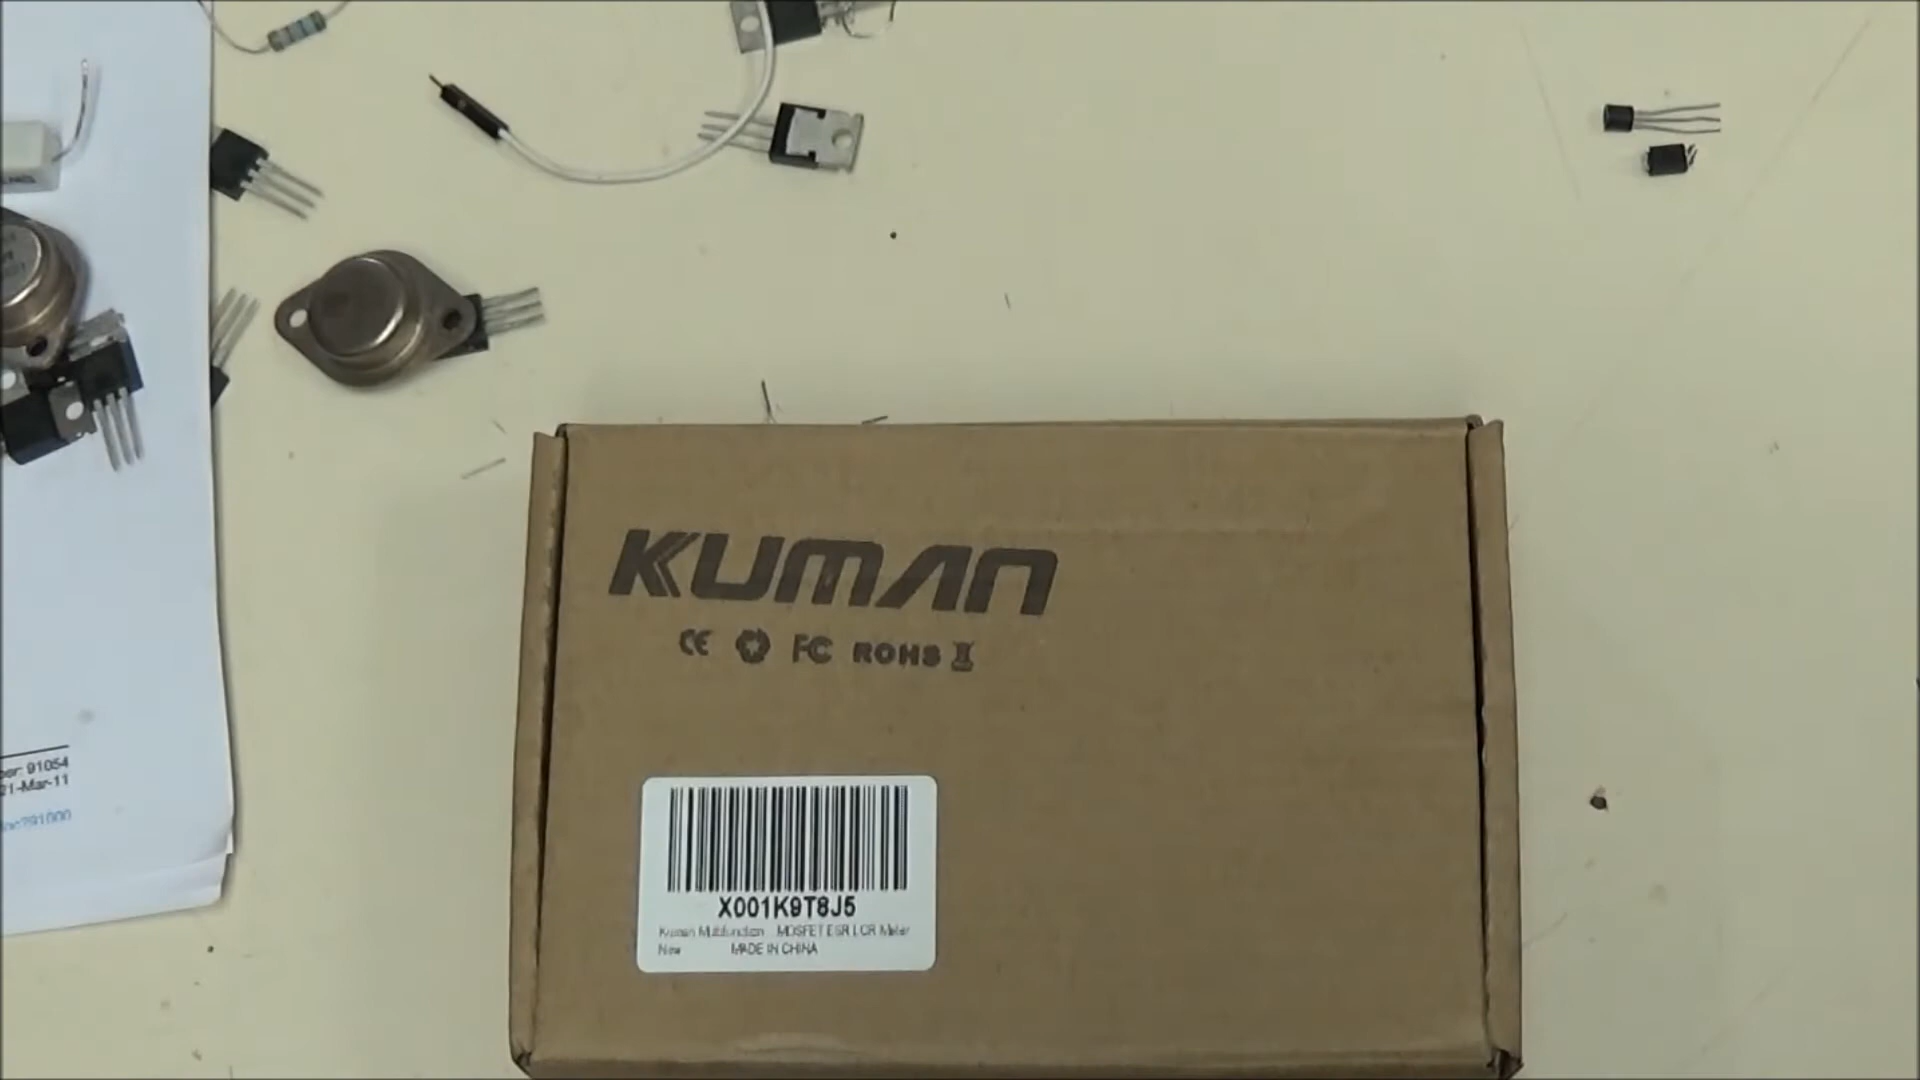 KUMAN
CE FC ROHS
X001K9T8J5
Kuman Multifunction MOSFET ESR LCR Meter
New MADE IN CHINA
91054
21-Mar-11
?91000